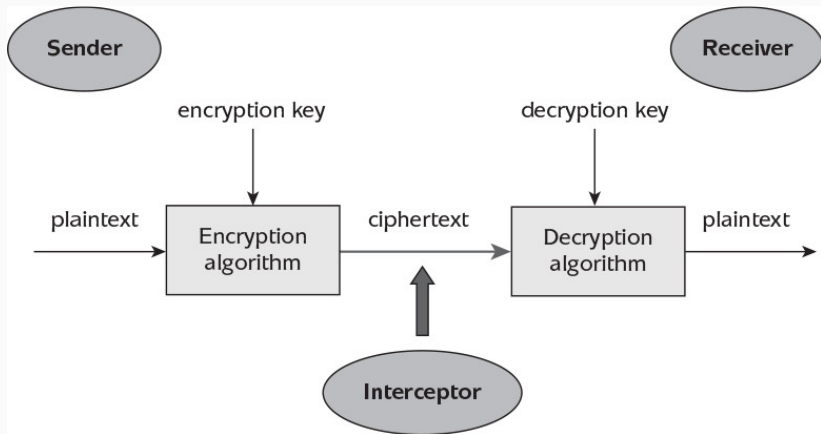 Sender
Receiver
encryption key
decryption key
plaintext
Encryption
algorithm
ciphertext
Decryption
algorithm
plaintext
Interceptor